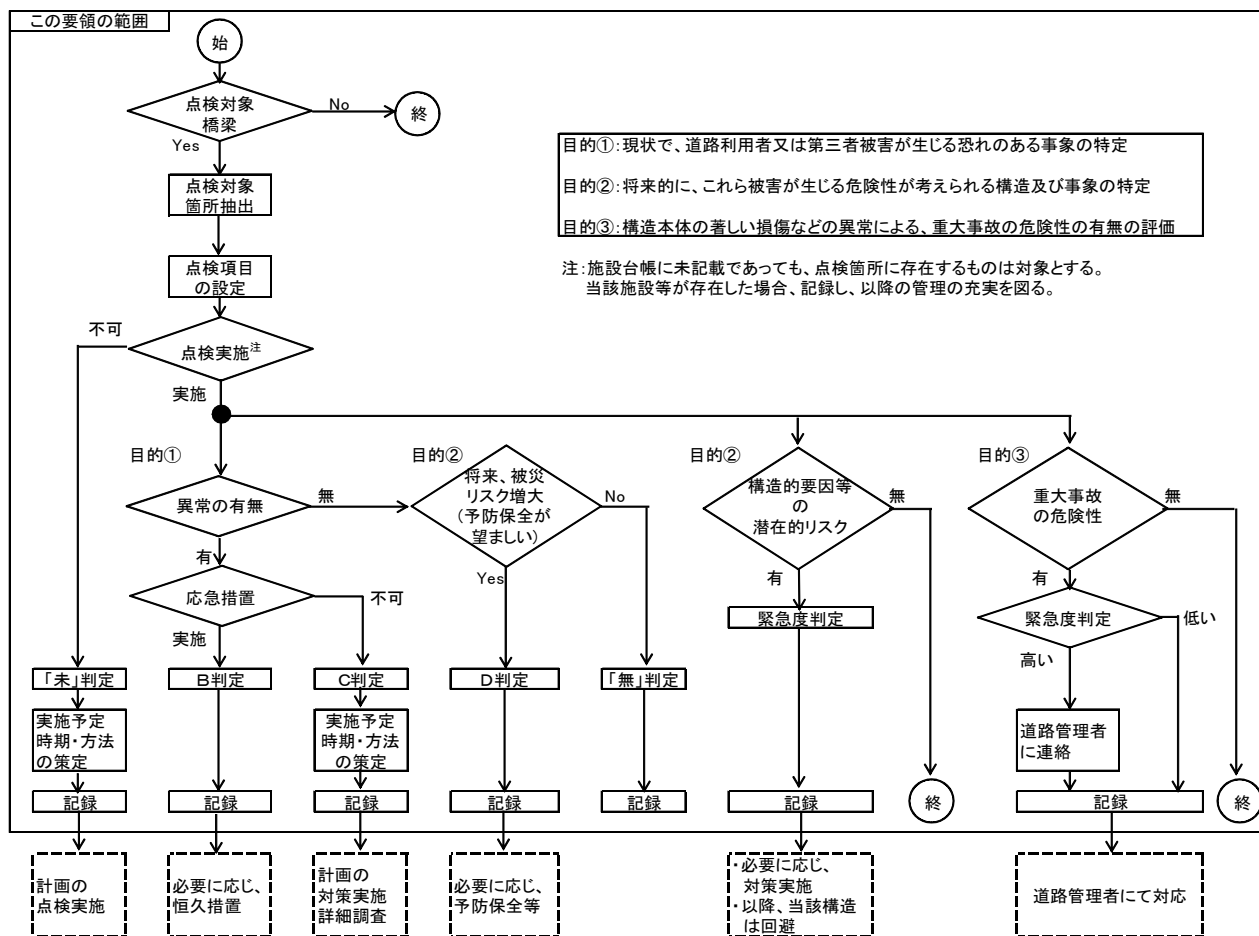 この要領の範囲
始
点検対象
橋梁
No
終
Yes
点検対象
箇所抽出
点検項目
の設定
目的①:現状で、道路利用者又は第三者被害が生じる恐れのある事象の特定
目的②:将来的に、これら被害が生じる危険性が考えられる構造及び事象の特定
目的③:構造本体の著しい損傷などの異常による、重大事故の危険性の有無の評価
注:施設台帳に未記載であっても、点検箇所に存在するものは対象とする。
当該施設等が存在した場合、記録し、以降の管理の充実を図る。
不可
点検実施注
実施
目的①
異常の有無
無
有
応急措置
不可
実施
目的②
将来、被災
リスク増大
(予防保全が
望ましい)
No
Yes
目的②
構造的要因等
の
潜在的リスク
無
有
緊急度判定
目的③
重大事故
の危険性
無
有
緊急度判定
低い
高い
「未」判定
B判定
C判定
D判定
「無」判定
実施予定
時期・方法
の策定
実施予定
時期・方法
の策定
道路管理者
に連絡
記録
記録
記録
記録
記録
記録
終
記録
終
計画の
点検実施
必要に応じ、
恒久措置
計画の
対策実施
詳細調査
必要に応じ、
予防保全等
・必要に応じ、
対策実施
・以降、当該構造
は回避
道路管理者にて対応